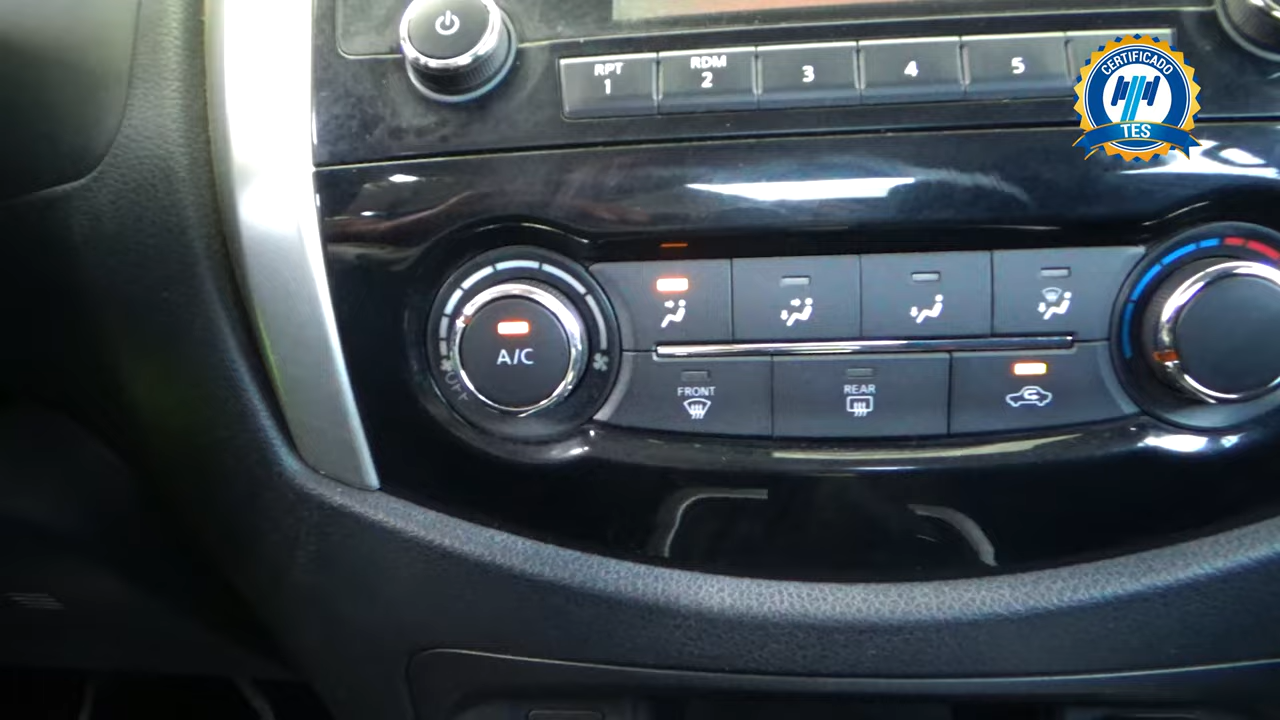 RPT
1
RDM
2
3
4
5
CERTIFICADO
TES
A/C
OFF
FRONT
REAR